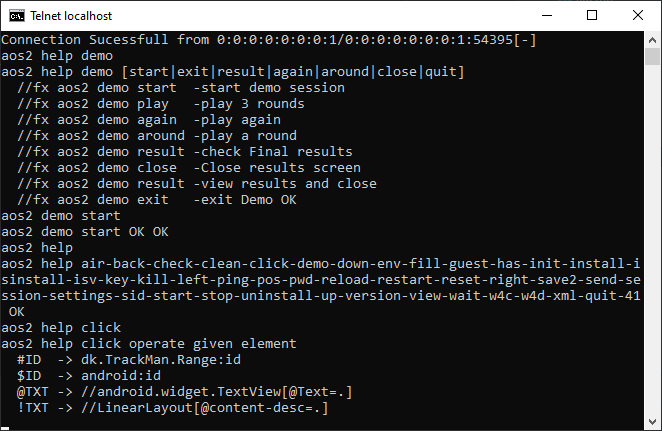 Telnet localhost
Connection Sucessfull from 0:0:0:0:0:0:0:1/0:0:0:0:0:0:0:1:54395[-]
aos2 help demo
aos2 help demo [start|exit|result|again|around|close|quit]
  //fx aos2 demo start  -start demo session
  //fx aos2 demo play   -play 3 rounds
  //fx aos2 demo again  -play again
  //fx aos2 demo around -play a round
  //fx aos2 demo result -check Final results
  //fx aos2 demo close  -Close results screen
  //fx aos2 demo result -view results and close
  //fx aos2 demo exit   -exit Demo OK
aos2 demo start
aos2 demo start OK OK
aos2 help
aos2 help air-back-check-clean-click-demo-down-env-fill-guest-has-init-install-i
sinstall-isv-key-kill-left-ping-pos-pwd-reload-restart-reset-right-save2-send-se
ssion-settings-sid-start-stop-uninstall-up-version-view-wait-w4c-w4d-xml-quit-41
 OK
aos2 help click
aos2 help click operate given element
  #ID  -> dk.TrackMan.Range:id
  $ID  -> android:id
  @TXT -> //android.widget.TextView[@Text=.]
  !TXT -> //LinearLayout[@content-desc=.]